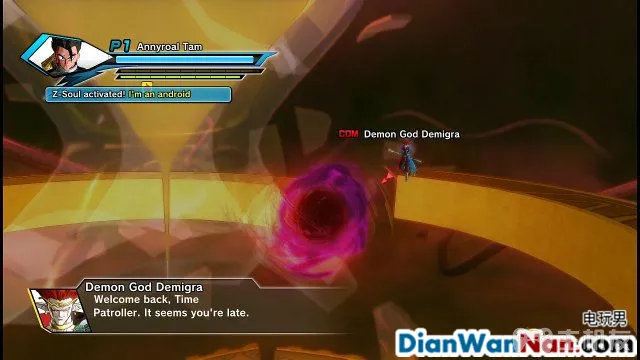 P1 Annyroal Tam
Z-Soul activated! I'm an android
COM Demon God Demigra
Demon God Demigra
Welcome back, Time
Patroller. It seems you're late.
电玩男
DianWanNan.com